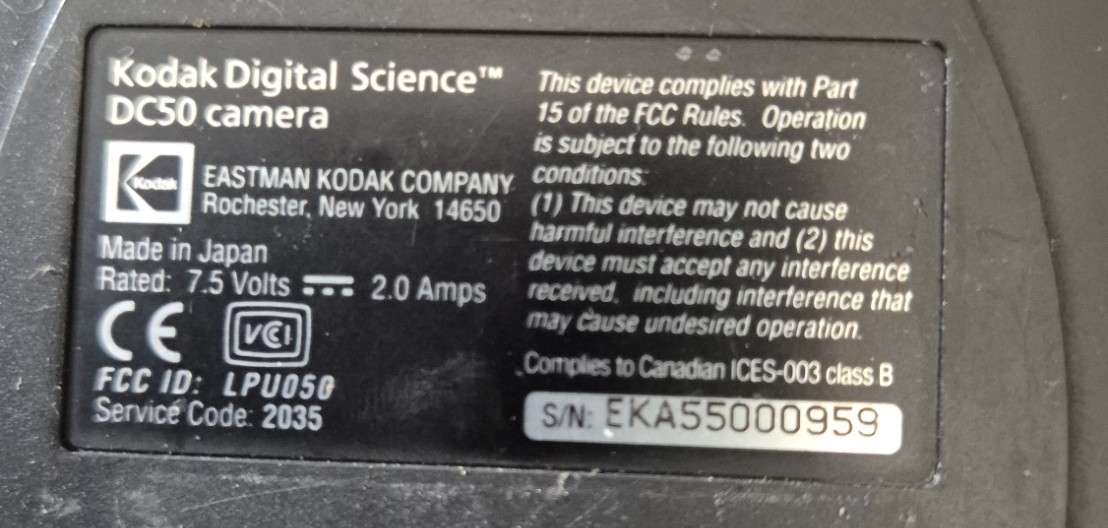 Kodak Digital Science™
DC50 camera
Kodak
EASTMAN KODAK COMPANY
Rochester, New York 14650
Made in Japan
Rated: 7.5 Volts 2.0 Amps
CE
VCI
FCC ID: LPU050
Service Code: 2035
This device complies with Part
15 of the FCC Rules. Operation
is subject to the following two
conditions:
(1) This device may not cause
harmful interference and (2) this
device must accept any interference
received, including interference that
may cause undesired operation.
Complies to Canadian ICES-003 class B
S/N: EKA55000959